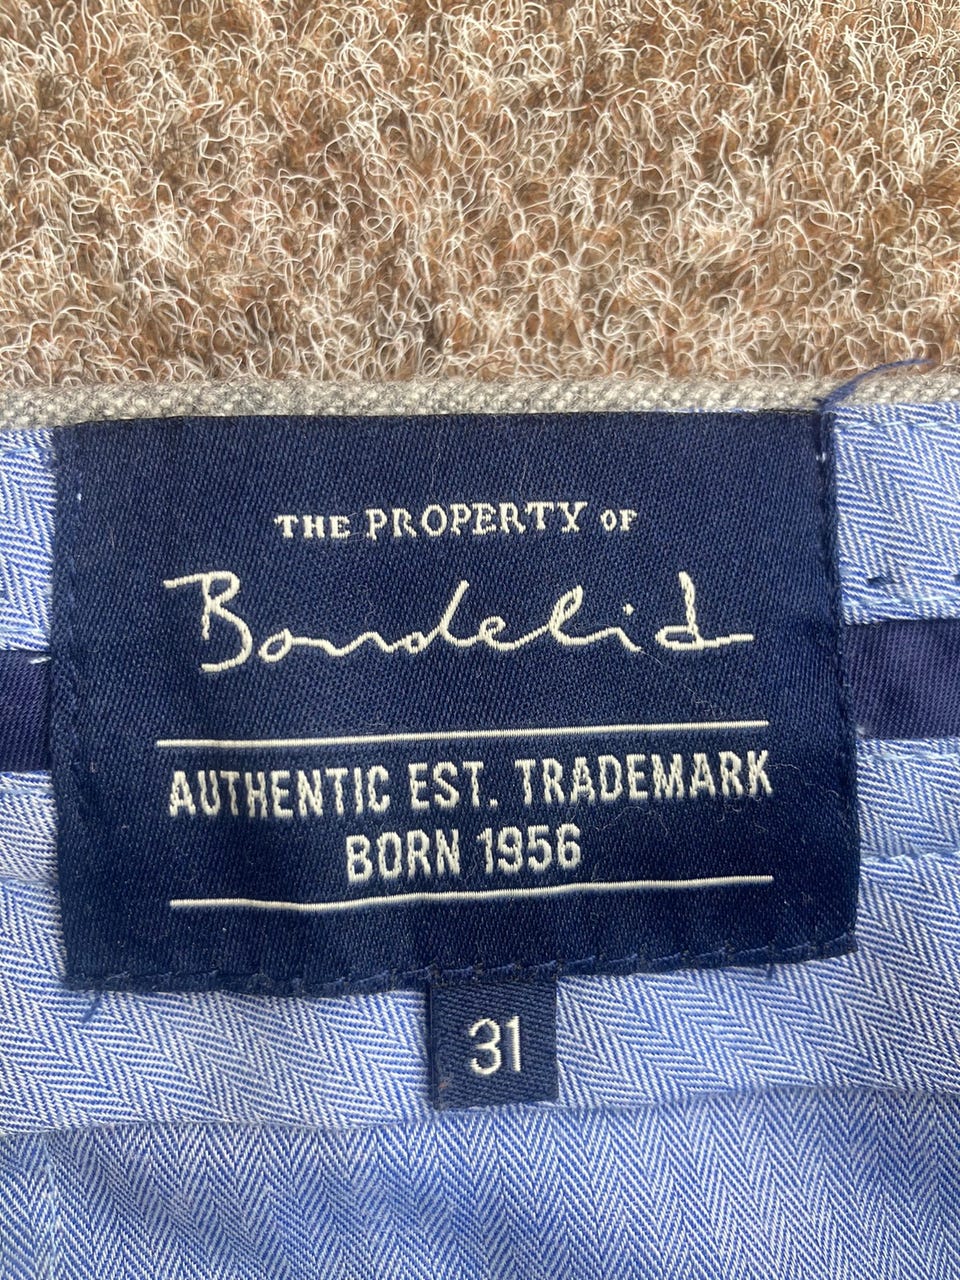 THE PROPERTY OF
Bondelid
AUTHENTIC EST. TRADEMARK
BORN 1956
31